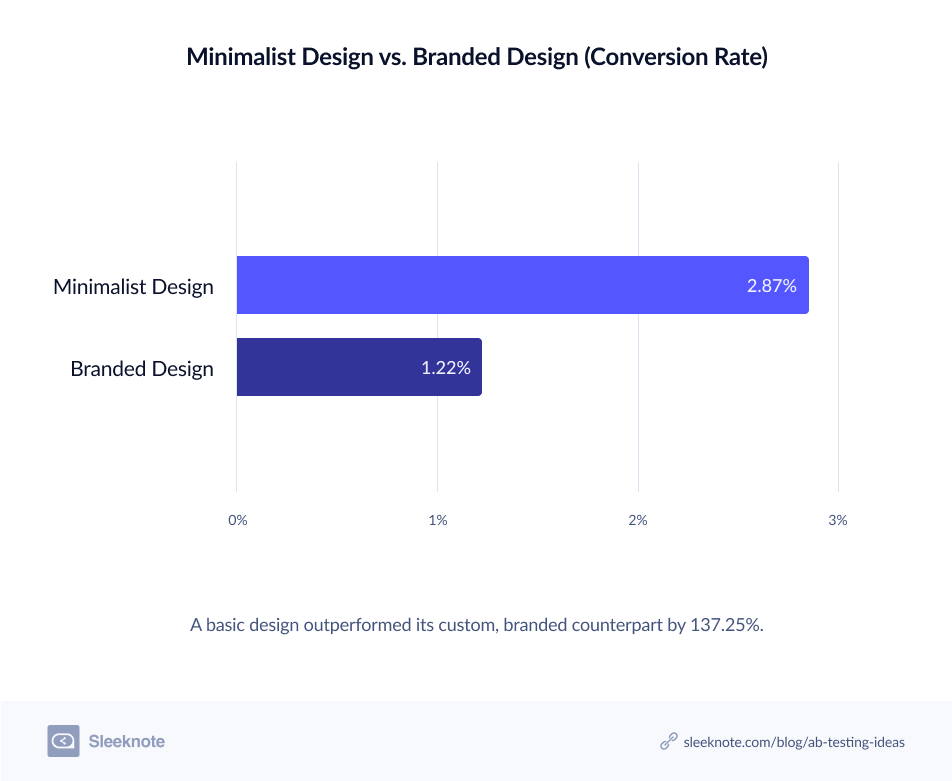 Minimalist Design vs. Branded Design (Conversion Rate)
Minimalist Design
2.87%
Branded Design
1.22%
0%
1%
2%
3%
A basic design outperformed its custom, branded counterpart by 137.25%.
Sleeknote
sleeknote.com/blog/ab-testing-ideas